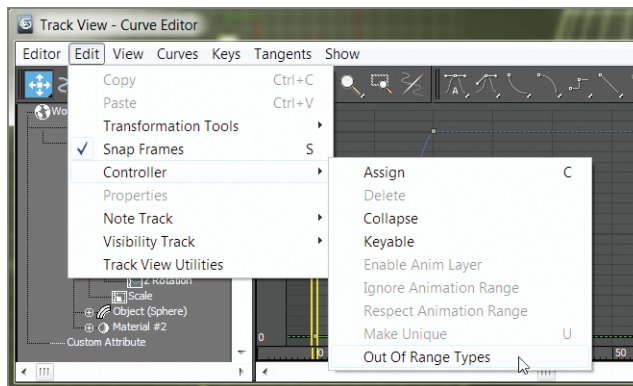 Track View - Curve Editor
Editor Edit View Curves Keys Tangents Show
Copy Ctrl+C
Paste Ctrl+V
Transformation Tools
Snap Frames S
Controller
Properties
Note Track
Visibility Track
Track View Utilities
Assign C
Delete
Collapse
Keyable
Enable Anim Layer
Ignore Animation Range
Respect Animation Range
Make Unique U
Out Of Range Types
Wo
Z Rotation
Scale
Object (Sphere)
Material #2
Custom Attribute
0
0
50